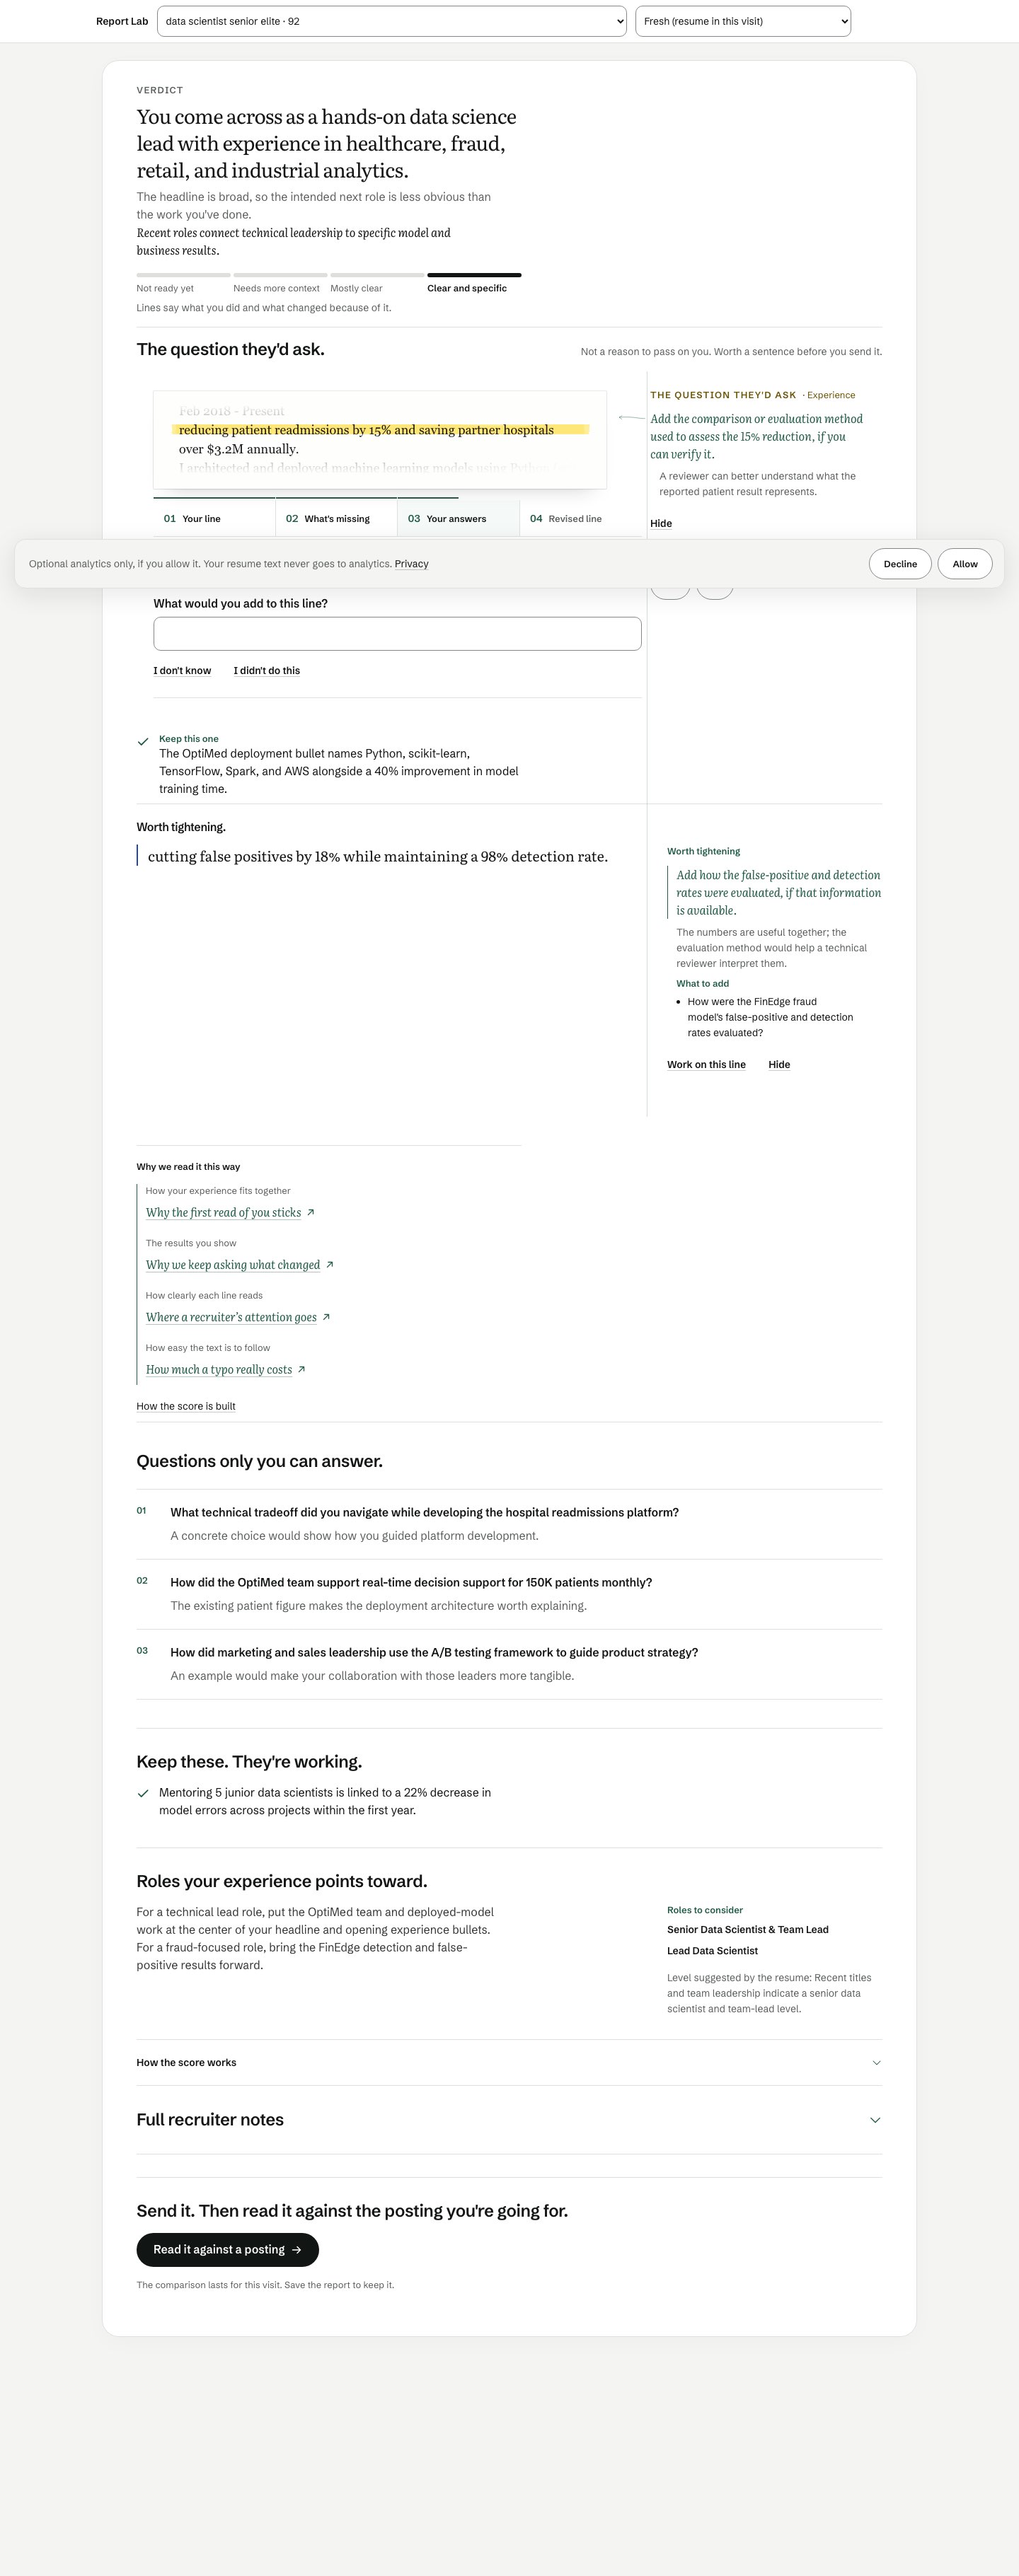 Report Lab
data scientist senior elite · 92
Fresh (resume in this visit)
VERDICT
You come across as a hands-on data science
lead with experience in healthcare, fraud,
retail, and industrial analytics.
The headline is broad, so the intended next role is less obvious than
the work you've done.
Recent roles connect technical leadership to specific model and
business results.
Not ready yet
Needs more context
Mostly clear
Clear and specific
Lines say what you did and what changed because of it.
The question they'd ask.
Not a reason to pass on you. Worth a sentence before you send it.
Feb 2018 - Present
reducing patient readmissions by 15% and saving partner hospitals
over $3.2M annually.
I architected and deployed machine learning models using Python
THE QUESTION THEY'D ASK · Experience
Add the comparison or evaluation method
used to assess the 15% reduction, if you
can verify it.
A reviewer can better understand what the
reported patient result represents.
Hide
01 Your line
02 What's missing
03 Your answers
04 Revised line
Optional analytics only, if you allow it. Your resume text never goes to analytics. Privacy
Decline
Allow
What would you add to this line?
I don't know
I didn't do this
Keep this one
The OptiMed deployment bullet names Python, scikit-learn,
TensorFlow, Spark, and AWS alongside a 40% improvement in model
training time.
Worth tightening.
cutting false positives by 18% while maintaining a 98% detection rate.
Worth tightening
Add how the false-positive and detection
rates were evaluated, if that information
is available.
The numbers are useful together; the
evaluation method would help a technical
reviewer interpret them.
What to add
• How were the FinEdge fraud
model's false-positive and detection
rates evaluated?
Work on this line
Hide
Why we read it this way
How your experience fits together
Why the first read of you sticks ↗
The results you show
Why we keep asking what changed ↗
How clearly each line reads
Where a recruiter's attention goes ↗
How easy the text is to follow
How much a typo really costs ↗
How the score is built
Questions only you can answer.
01
What technical tradeoff did you navigate while developing the hospital readmissions platform?
A concrete choice would show how you guided platform development.
02
How did the OptiMed team support real-time decision support for 150K patients monthly?
The existing patient figure makes the deployment architecture worth explaining.
03
How did marketing and sales leadership use the A/B testing framework to guide product strategy?
An example would make your collaboration with those leaders more tangible.
Keep these. They're working.
Mentoring 5 junior data scientists is linked to a 22% decrease in
model errors across projects within the first year.
Roles your experience points toward.
For a technical lead role, put the OptiMed team and deployed-model
work at the center of your headline and opening experience bullets.
For a fraud-focused role, bring the FinEdge detection and false-
positive results forward.
Roles to consider
Senior Data Scientist & Team Lead
Lead Data Scientist
Level suggested by the resume: Recent titles
and team leadership indicate a senior data
scientist and team-lead level.
How the score works
Full recruiter notes
Send it. Then read it against the posting you're going for.
Read it against a posting →
The comparison lasts for this visit. Save the report to keep it.